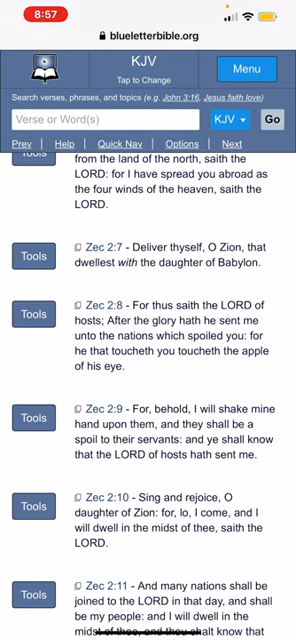 8:57
blueletterbible.org
KJV
Tap to Change
Menu
Search verses, phrases, and topics (e.g. John 3:16, Jesus faith love)
Verse or Word(s)
KJV
Go
Prev | Help | Quick Nav | Options | Next
Tools
from the land of the north, saith the
LORD: for I have spread you abroad as
the four winds of the heaven, saith the
LORD.
Tools
Zec 2:7 - Deliver thyself, O Zion, that
dwellest with the daughter of Babylon.
Tools
Zec 2:8 - For thus saith the LORD of
hosts; After the glory hath he sent me
unto the nations which spoiled you: for
he that toucheth you toucheth the apple
of his eye.
Tools
Zec 2:9 - For, behold, I will shake mine
hand upon them, and they shall be a
spoil to their servants: and ye shall know
that the LORD of hosts hath sent me.
Tools
Zec 2:10 - Sing and rejoice, O
daughter of Zion: for, lo, I come, and I
will dwell in the midst of thee, saith the
LORD.
Tools
Zec 2:11 - And many nations shall be
joined to the LORD in that day, and shall
be my people: and I will dwell in the
midst of thee, and thou shalt know that